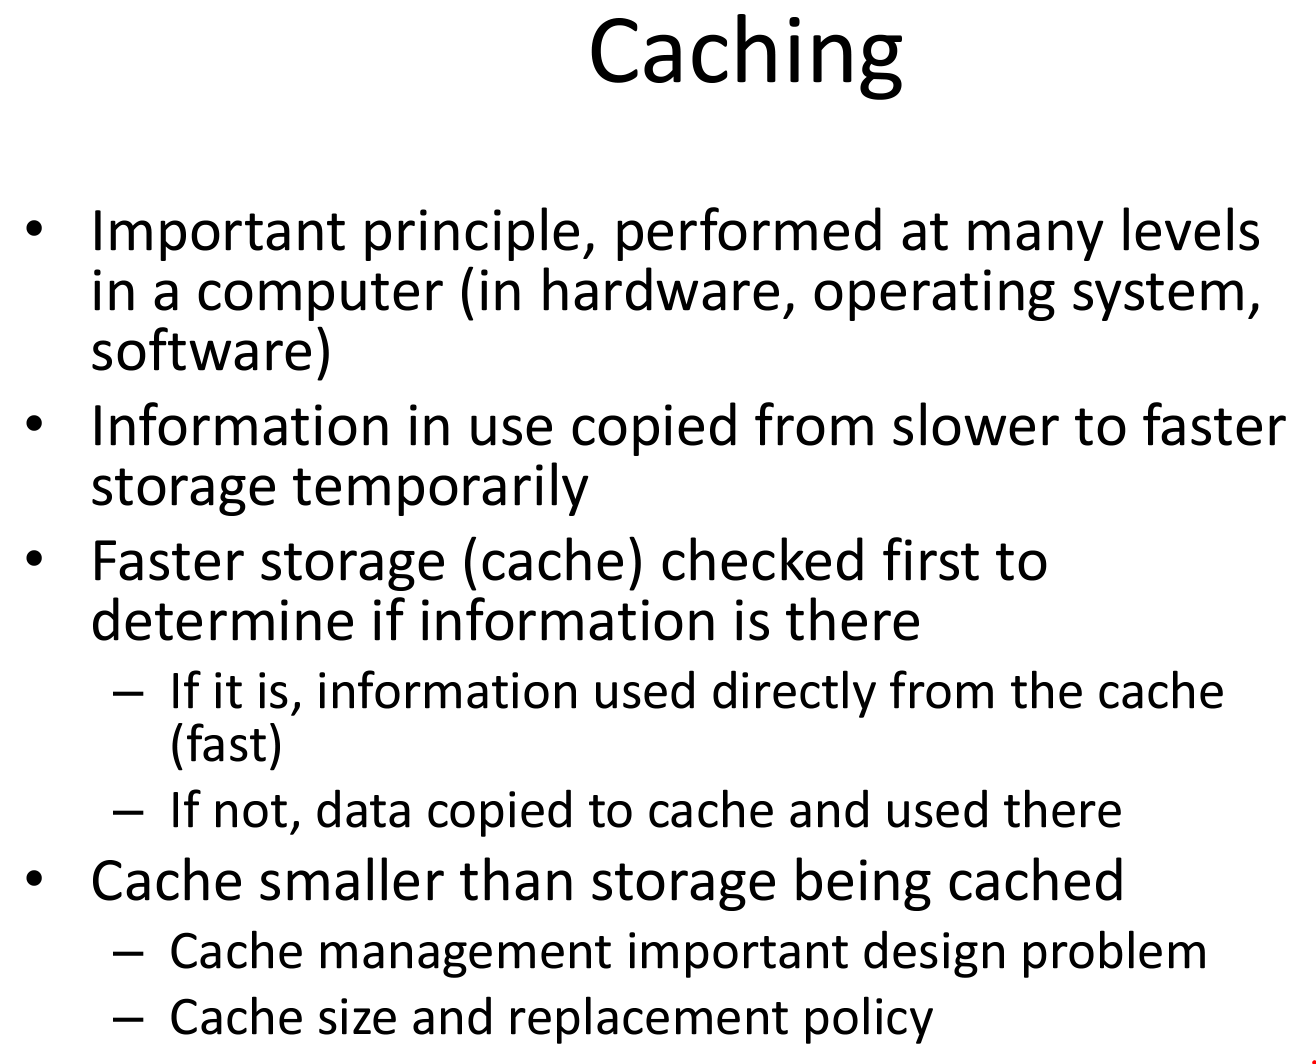 Caching
• Important principle, performed at many levels
in a computer (in hardware, operating system,
software)
• Information in use copied from slower to faster
storage temporarily
• Faster storage (cache) checked first to
determine if information is there
– If it is, information used directly from the cache
(fast)
– If not, data copied to cache and used there
• Cache smaller than storage being cached
– Cache management important design problem
– Cache size and replacement policy